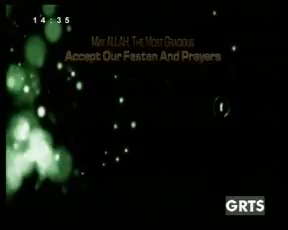 14:35
May ALLAH, The Most Gracious
Accept Our Fasten And Prayers
GRTS